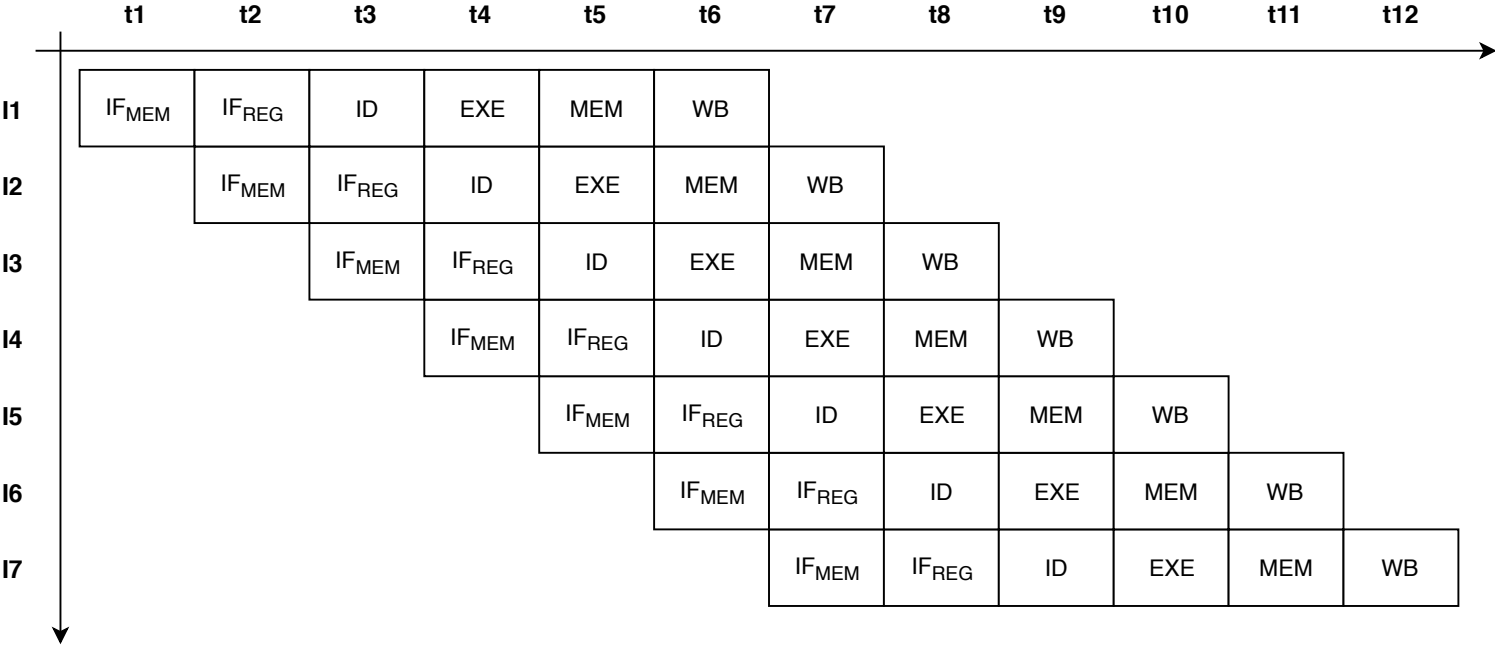 t1 t2 t3 t4 t5 t6 t7 t8 t9 t10 t11 t12
I1 IFMEM IFREG ID EXE MEM WB
I2 IFMEM IFREG ID EXE MEM WB
I3 IFMEM IFREG ID EXE MEM WB
I4 IFMEM IFREG ID EXE MEM WB
I5 IFMEM IFREG ID EXE MEM WB
I6 IFMEM IFREG ID EXE MEM WB
I7 IFMEM IFREG ID EXE MEM WB